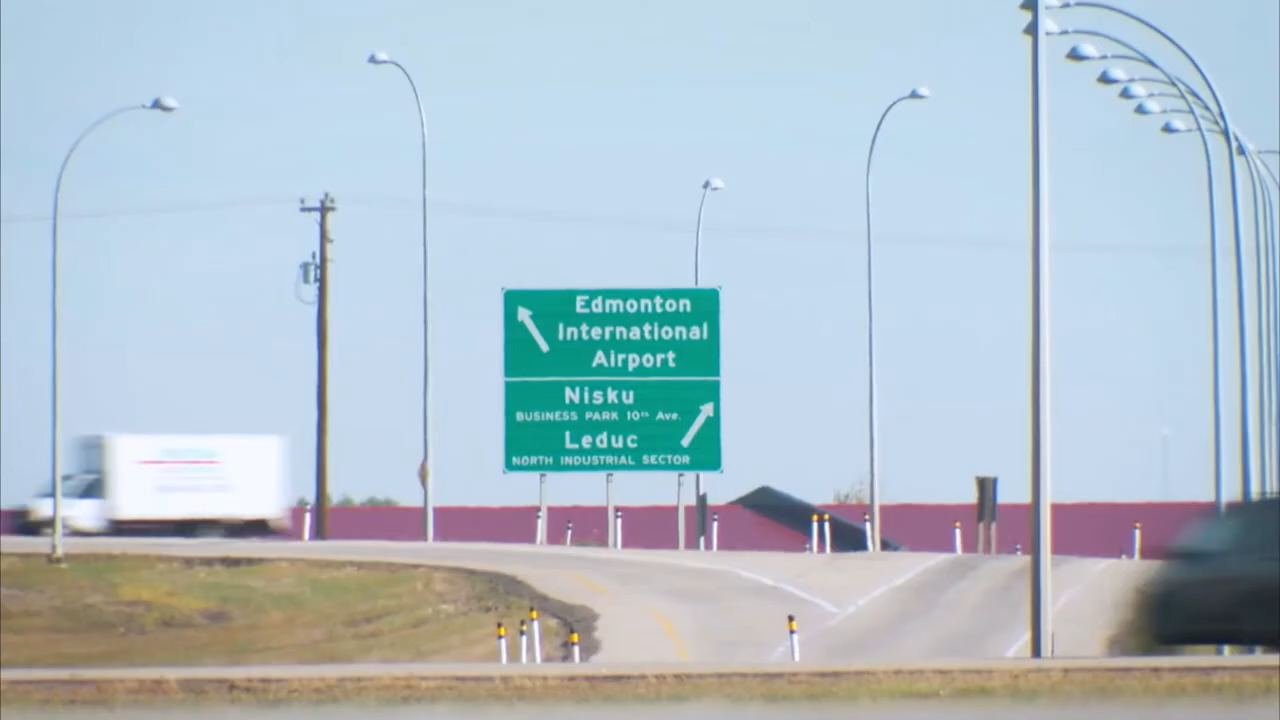 Edmonton
International
Airport
Nisku
BUSINESS PARK 10th Ave.
Leduc
NORTH INDUSTRIAL SECTOR